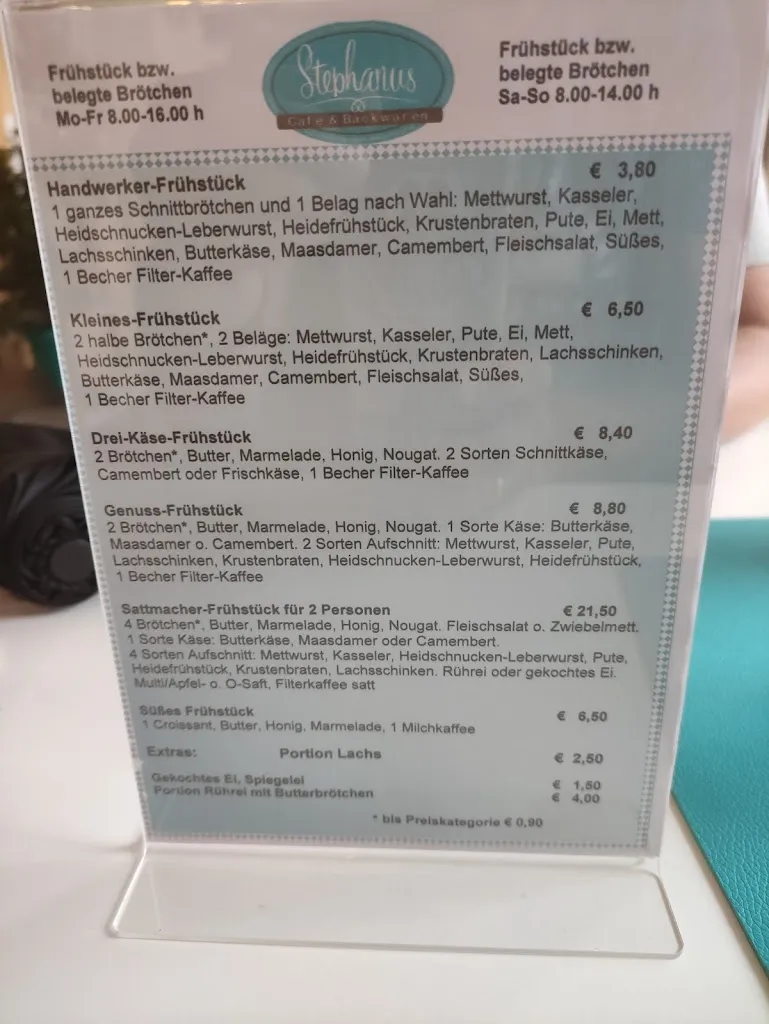 Frühstück bzw.
belegte Brötchen
Mo-Fr 8.00-16.00 h
Stephanus
Cafe & Backwaren
Frühstück bzw.
belegte Brötchen
Sa-So 8.00-14.00 h
Handwerker-Frühstück € 3,80
1 ganzes Schnittbrötchen und 1 Belag nach Wahl: Mettwurst, Kasseler,
Heidschnucken-Leberwurst, Heidefrühstück, Krustenbraten, Pute, Ei, Mett,
Lachsschinken, Butterkäse, Maasdamer, Camembert, Fleischsalat, Süßes,
1 Becher Filter-Kaffee
Kleines-Frühstück € 6,50
2 halbe Brötchen*, 2 Beläge: Mettwurst, Kasseler, Pute, Ei, Mett,
Heidschnucken-Leberwurst, Heidefrühstück, Krustenbraten, Lachsschinken,
Butterkäse, Maasdamer, Camembert, Fleischsalat, Süßes,
1 Becher Filter-Kaffee
Drei-Käse-Frühstück € 8,40
2 Brötchen*, Butter, Marmelade, Honig, Nougat. 2 Sorten Schnittkäse,
Camembert oder Frischkäse, 1 Becher Filter-Kaffee
Genuss-Frühstück € 8,80
2 Brötchen*, Butter, Marmelade, Honig, Nougat. 1 Sorte Käse: Butterkäse,
Maasdamer o. Camembert. 2 Sorten Aufschnitt: Mettwurst, Kasseler, Pute,
Lachsschinken, Krustenbraten, Heidschnucken-Leberwurst, Heidefrühstück,
1 Becher Filter-Kaffee
Sattmacher-Frühstück für 2 Personen € 21,50
4 Brötchen*, Butter, Marmelade, Honig, Nougat. Fleischsalat o. Zwiebelmett.
1 Sorte Käse: Butterkäse, Maasdamer oder Camembert.
4 Sorten Aufschnitt: Mettwurst, Kasseler, Heidschnucken-Leberwurst, Pute,
Heidefrühstück, Krustenbraten, Lachsschinken. Rührei oder gekochtes Ei.
Multi/Apfel- o. O-Saft, Filterkaffee satt
Süßes Frühstück € 6,50
1 Croissant, Butter, Honig, Marmelade, 1 Milchkaffee
Extras: Portion Lachs € 2,50
Gekochtes Ei, Spiegelei € 1,50
Portion Rührei mit Butterbrötchen € 4,00
* bis Preiskategorie € 0,90